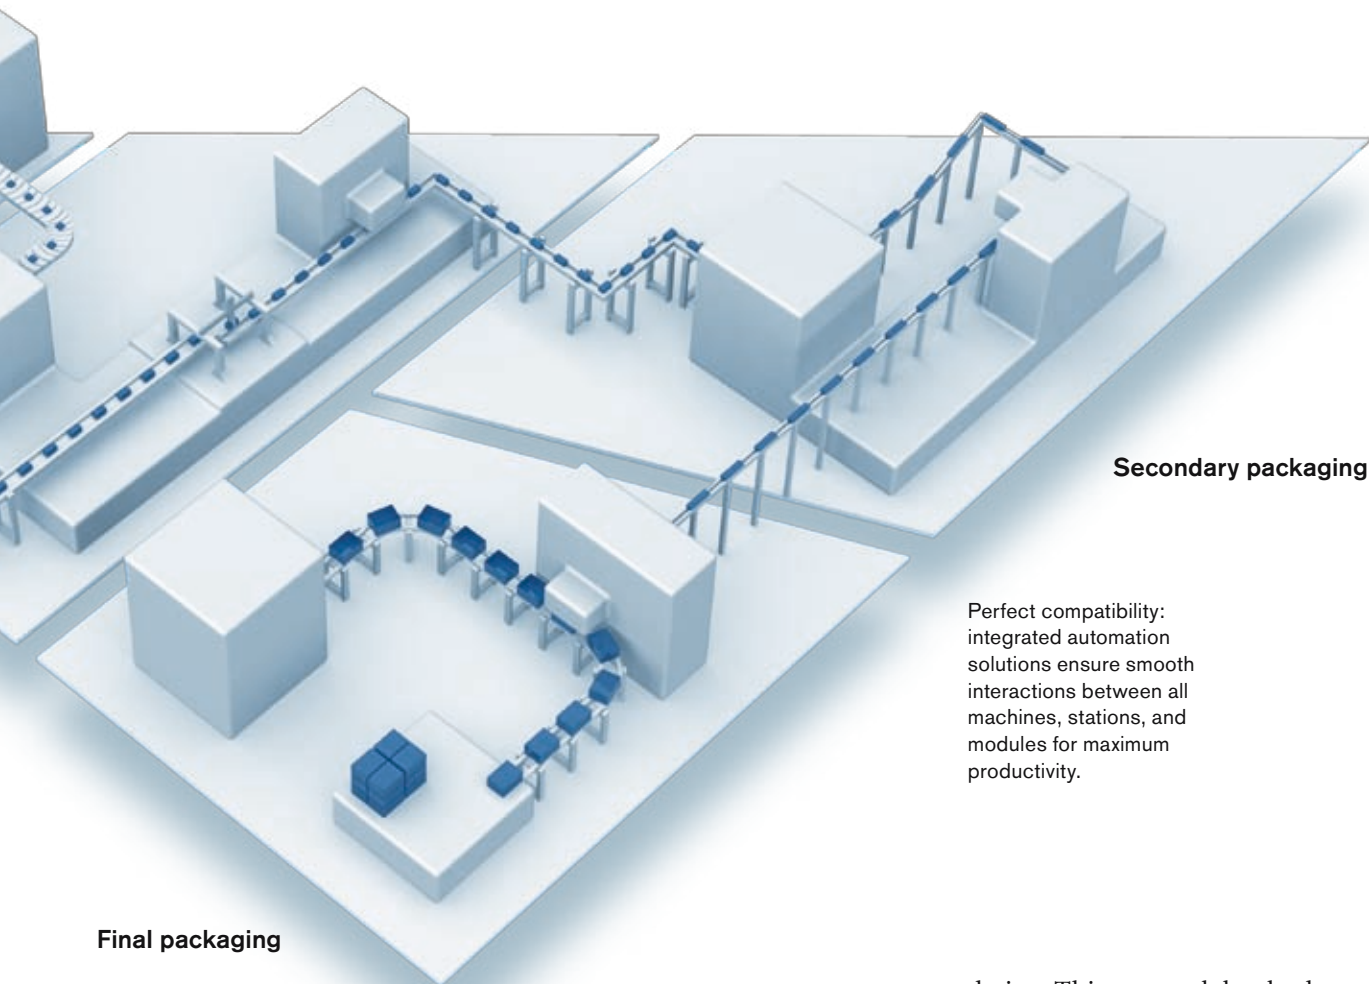 Secondary packaging
Perfect compatibility:
integrated automation
solutions ensure smooth
interactions between all
machines, stations, and
modules for maximum
productivity.
Final packaging